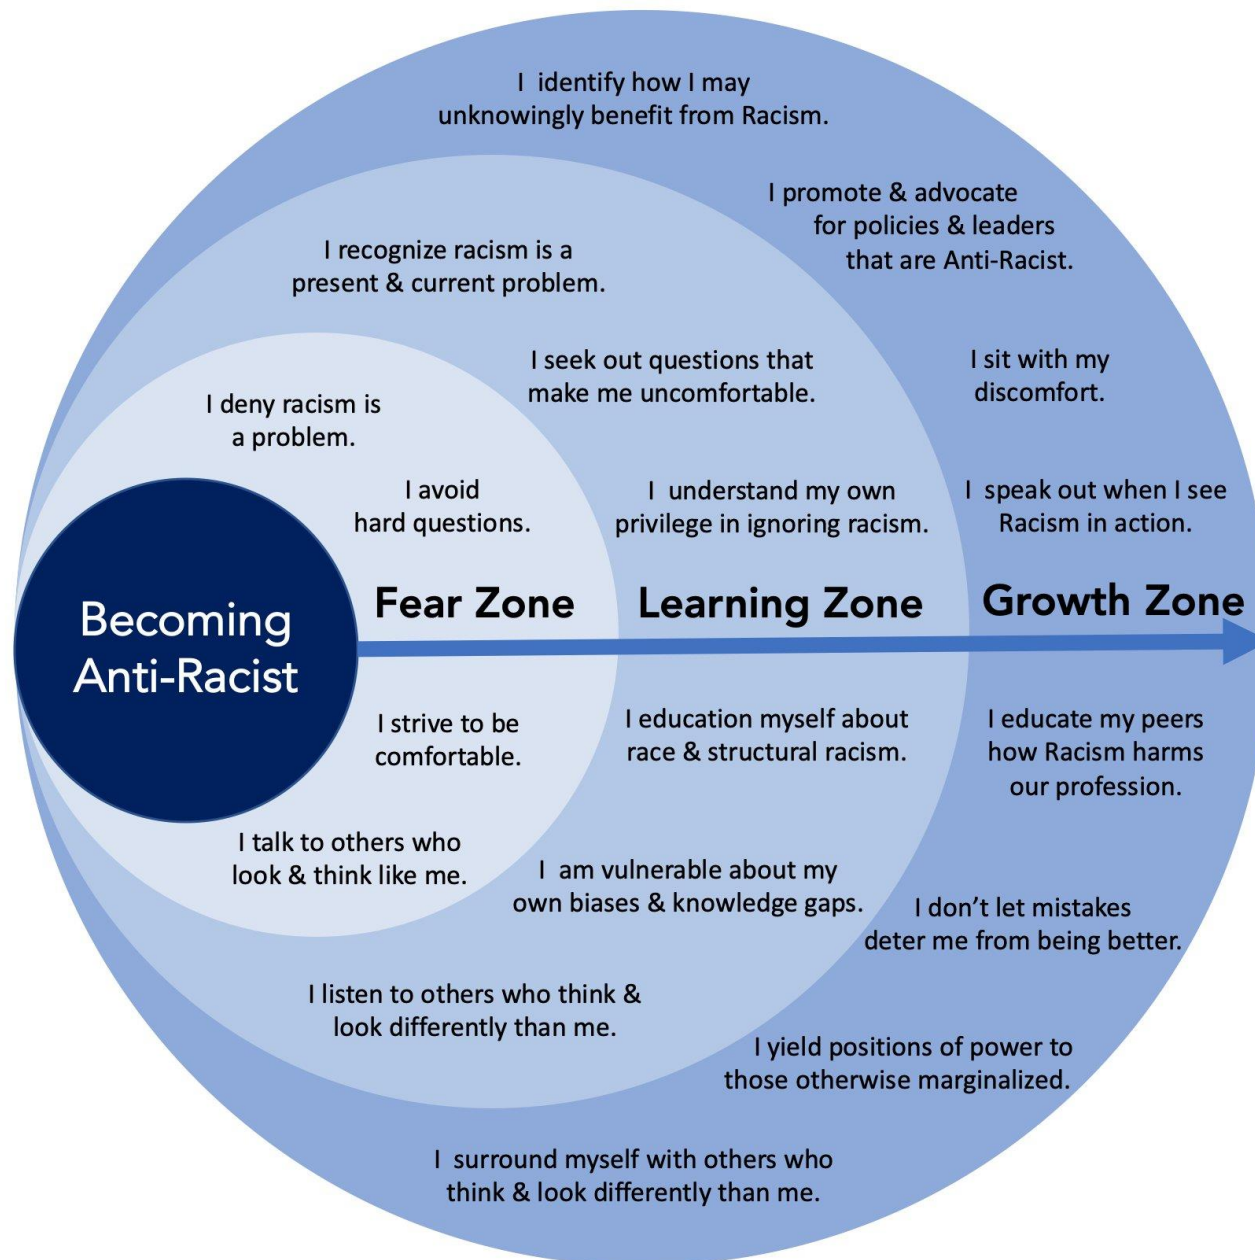 I identify how I may
unknowingly benefit from Racism.
I promote & advocate
for policies & leaders
that are Anti-Racist.
I recognize racism is a
present & current problem.
I seek out questions that
make me uncomfortable.
I sit with my
discomfort.
I deny racism is
a problem.
I avoid
hard questions.
I understand my own
privilege in ignoring racism.
I speak out when I see
Racism in action.
Becoming
Anti-Racist
Fear Zone
Learning Zone
Growth Zone
I strive to be
comfortable.
I education myself about
race & structural racism.
I educate my peers
how Racism harms
our profession.
I talk to others who
look & think like me.
I am vulnerable about my
own biases & knowledge gaps.
I don’t let mistakes
deter me from being better.
I listen to others who think &
look differently than me.
I yield positions of power to
those otherwise marginalized.
I surround myself with others who
think & look differently than me.